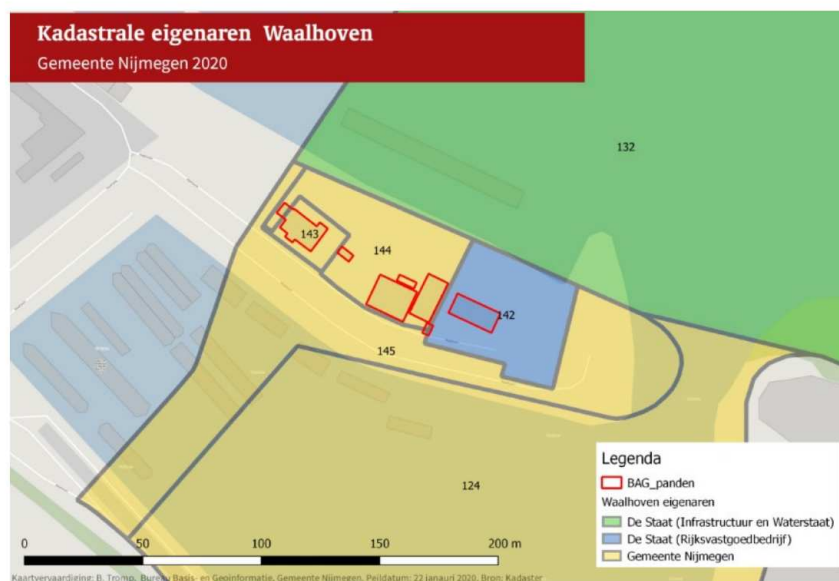 Kadastrale eigenaren Waalhoven
Gemeente Nijmegen 2020
132
143
144
142
145
124
Legenda
BAG_panden
Waalhoven eigenaren
De Staat (Infrastructuur en Waterstaat)
De Staat (Rijksvastgoedbedrijf)
Gemeente Nijmegen
0 50 100 150 200 m
Kaartvervaardiging: B. Tromp, Bureau Basis- en Geoinformatie, Gemeente Nijmegen, Peildatum: 22 januari 2020, Bron: Kadaster